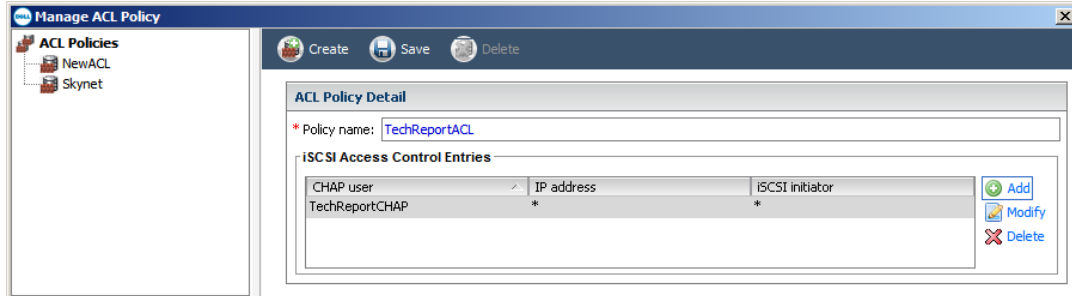 DELL Manage ACL Policy
ACL Policies
NewACL
Skynet
Create Save Delete
ACL Policy Detail
* Policy name: TechReportACL
iSCSI Access Control Entries
CHAP user IP address iSCSI initiator
TechReportCHAP * *
Add
Modify
Delete